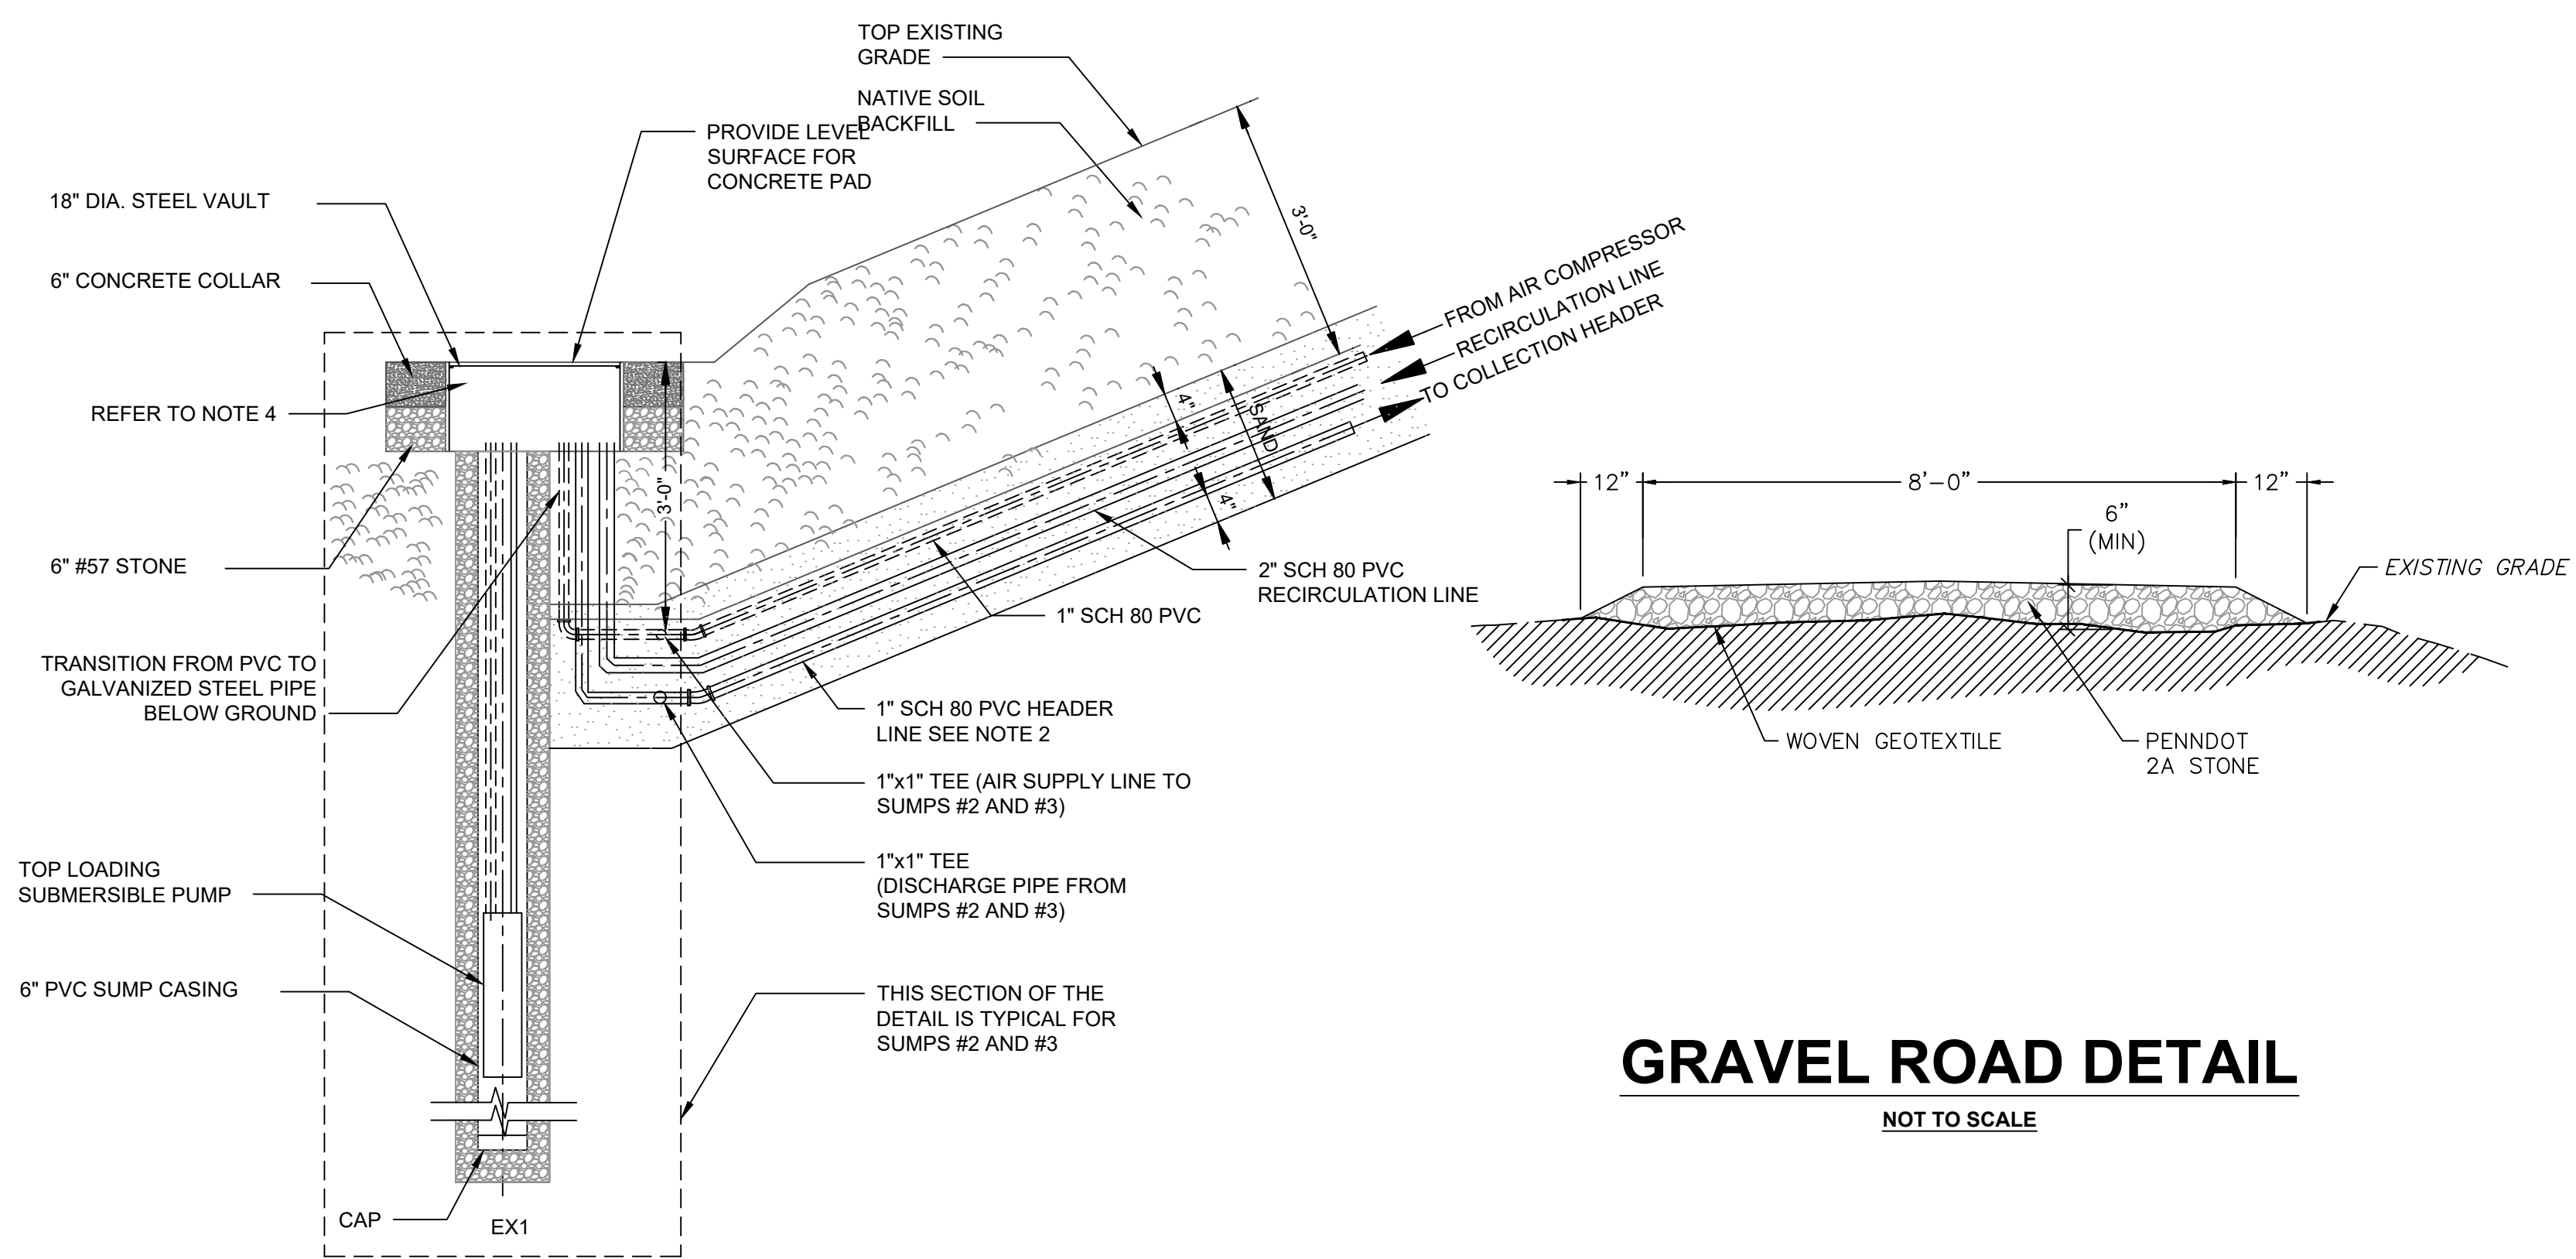 TOP EXISTING
GRADE
NATIVE SOIL
BACKFILL
PROVIDE LEVEL
SURFACE FOR
CONCRETE PAD
18" DIA. STEEL VAULT
6" CONCRETE COLLAR
REFER TO NOTE 4
6" #57 STONE
TRANSITION FROM PVC TO
GALVANIZED STEEL PIPE
BELOW GROUND
TOP LOADING
SUBMERSIBLE PUMP
6" PVC SUMP CASING
CAP
EX1
3'-0"
3'-0"
4"
SAND
4"
FROM AIR COMPRESSOR
RECIRCULATION LINE
TO COLLECTION HEADER
2" SCH 80 PVC
RECIRCULATION LINE
1" SCH 80 PVC
1" SCH 80 PVC HEADER
LINE SEE NOTE 2
1"x1" TEE (AIR SUPPLY LINE TO
SUMPS #2 AND #3)
1"x1" TEE
(DISCHARGE PIPE FROM
SUMPS #2 AND #3)
THIS SECTION OF THE
DETAIL IS TYPICAL FOR
SUMPS #2 AND #3
12”
8’-0”
12”
6”
(MIN)
EXISTING GRADE
WOVEN GEOTEXTILE
PENNDOT
2A STONE
GRAVEL ROAD DETAIL
NOT TO SCALE